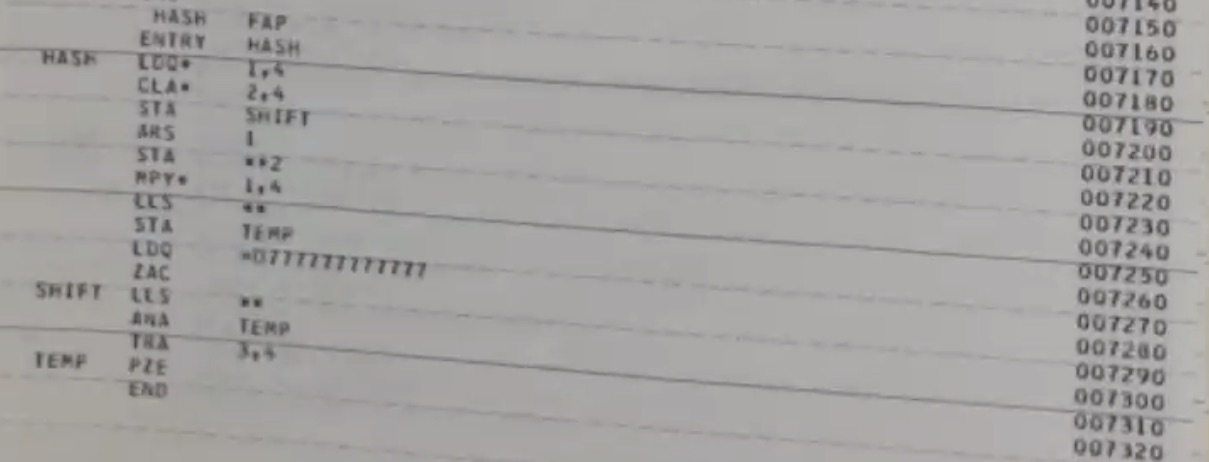 007140
007150
007160
HASH FAP 007170
ENTRY HASH 007180
HASH LDQ* 1,4 007190
CLA* 2,4 007200
STA SHIFT 007210
ARS 1 007220
STA *+2 007230
MPY* 1,4 007240
LLS ** 007250
STA TEMP 007260
LDQ =O777777777777 007270
ZAC 007280
SHIFT LLS ** 007290
ANA TEMP 007300
TRA 3,4 007310
TEMP PZE 007320
END